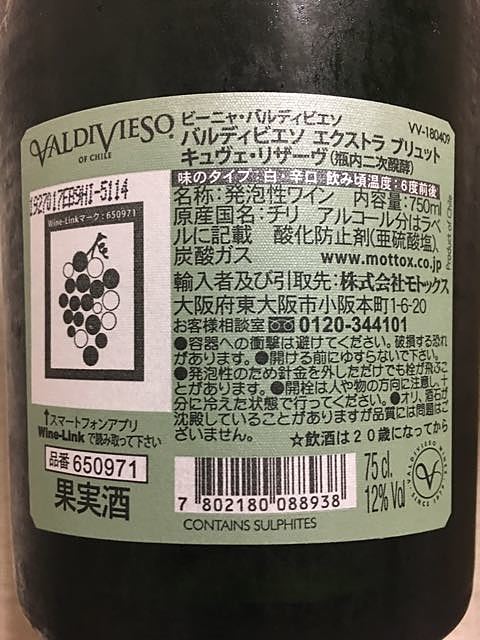 VALDIVIESO®
OF CHILE
ビーニャ・バルディビエソ
バルディビエソ エクストラ ブリュット
キュヴェ・リザーヴ(瓶内二次醗酵)
VV-180409
味のタイプ:白・辛口 飲み頃温度:6度前後
名称:発泡性ワイン 内容量:750ml
原産国名:チリ アルコール分はラベ
ルに記載 酸化防止剤(亜硫酸塩)、
炭酸ガス www.mottox.co.jp
Product of Chile
輸入者及び引取先:株式会社モトックス
大阪府東大阪市小阪本町1-6-20
お客様相談室 0120-344101
●容器への衝撃は避けてください。破損する恐れ
があります。●開ける前にゆすらないで下さい。
●発泡性のため針金を外しただけでも栓が飛ぶこ
とがあります。●開栓は人や物の方向に注意し、十
分に冷えた状態で行ってください。●オリ、酒石が
沈殿していることがありますが品質には問題はご
ざいません。
☆飲酒は20歳になってから
Wine-Linkマーク:650971
↑スマートフォンアプリ
Wine-Link で読み取って下さい
品番 650971
果実酒
7 802180 088938
75 cl.
12% Vol
CONTAINS SULPHITES